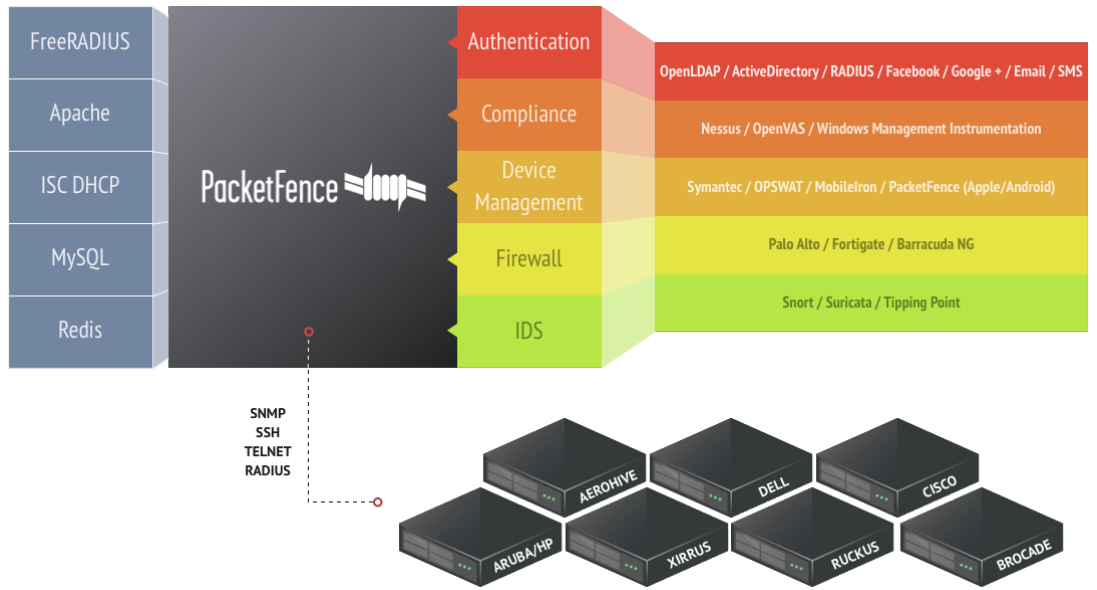 FreeRADIUS
Apache
ISC DHCP
MySQL
Redis
PacketFence
Authentication
Compliance
Device
Management
Firewall
IDS
OpenLDAP / ActiveDirectory / RADIUS / Facebook / Google + / Email / SMS
Nessus / OpenVAS / Windows Management Instrumentation
Symantec / OPSWAT / MobileIron / PacketFence (Apple/Android)
Palo Alto / Fortigate / Barracuda NG
Snort / Suricata / Tipping Point
SNMP
SSH
TELNET
RADIUS
AEROHIVE
DELL
CISCO
ARUBA/HP
XIRRUS
RUCKUS
BROCADE